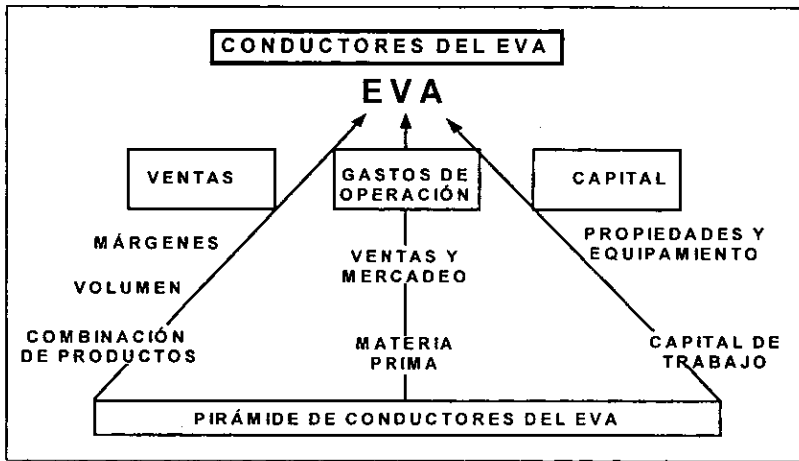 CONDUCTORES DEL EVA
EVA
VENTAS
GASTOS DE
OPERACIÓN
CAPITAL
MÁRGENES
VOLUMEN
COMBINACIÓN
DE PRODUCTOS
VENTAS Y
MERCADEO
MATERIA
PRIMA
PROPIEDADES Y
EQUIPAMIENTO
CAPITAL DE
TRABAJO
PIRÁMIDE DE CONDUCTORES DEL EVA